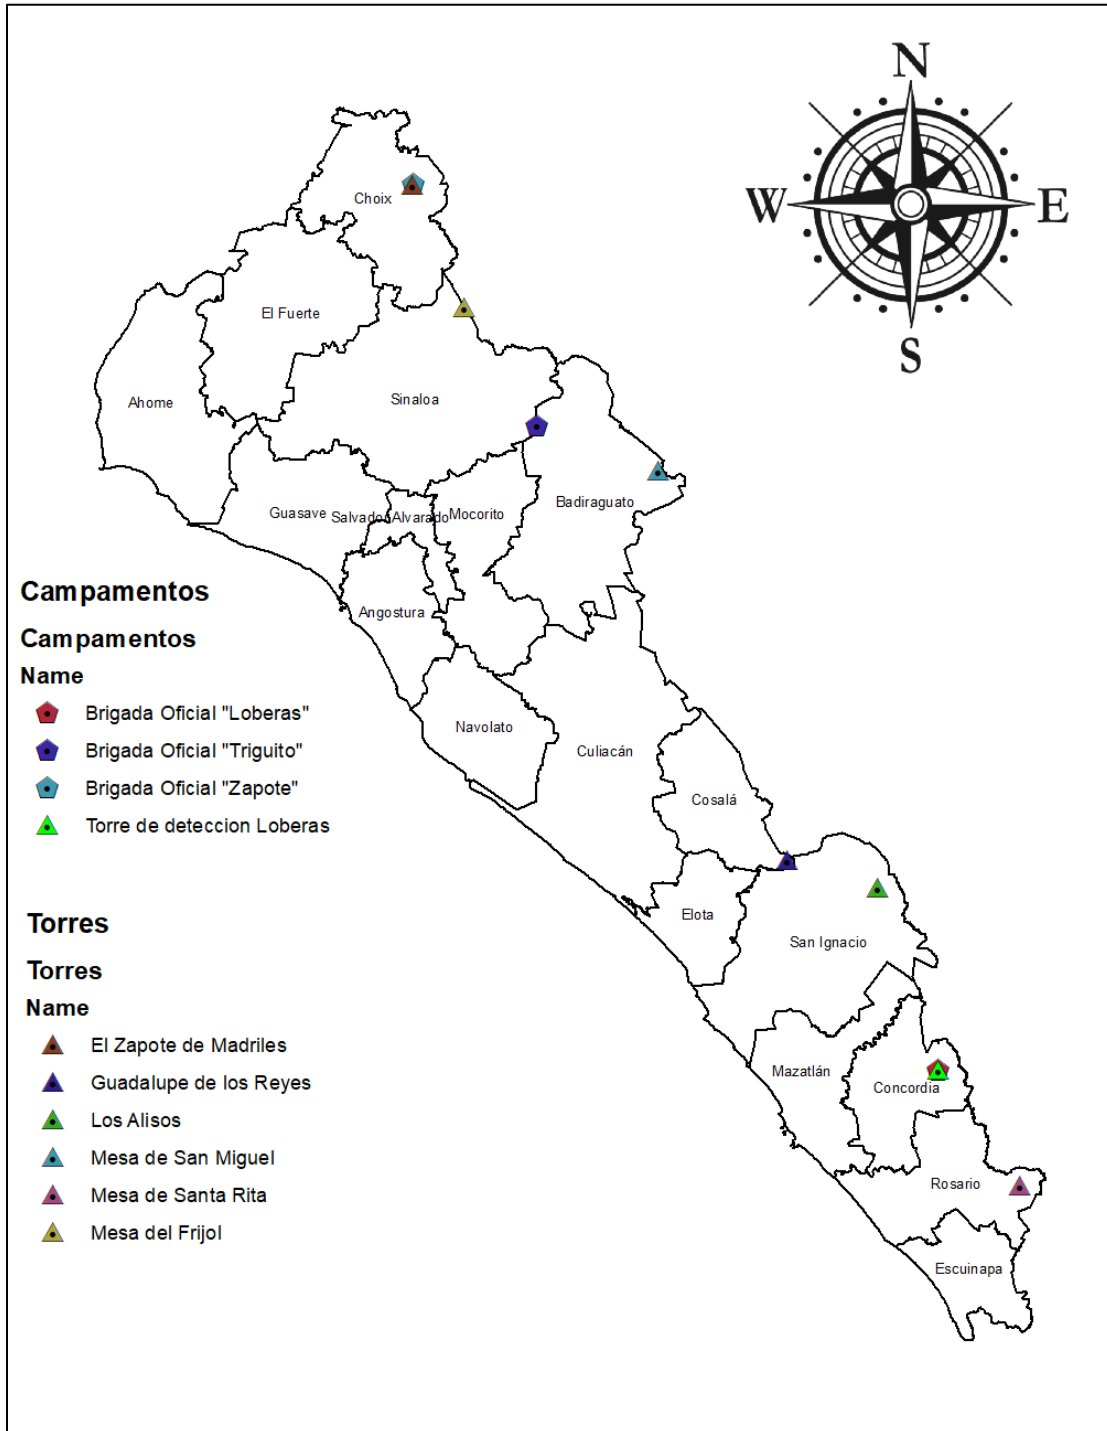 N
W
E
S
Choix
El Fuerte
Ahome
Sinaloa
Badiraguato
Guasave
Salvador Alvarado
Mocorito
Angostura
Navolato
Culiacán
Cosalá
Elota
San Ignacio
Mazatlán
Concordia
Rosario
Escuinapa
Campamentos
Campamentos
Name
Brigada Oficial "Loberas"
Brigada Oficial "Triguito"
Brigada Oficial "Zapote"
Torre de deteccion Loberas
Torres
Torres
Name
El Zapote de Madriles
Guadalupe de los Reyes
Los Alisos
Mesa de San Miguel
Mesa de Santa Rita
Mesa del Frijol